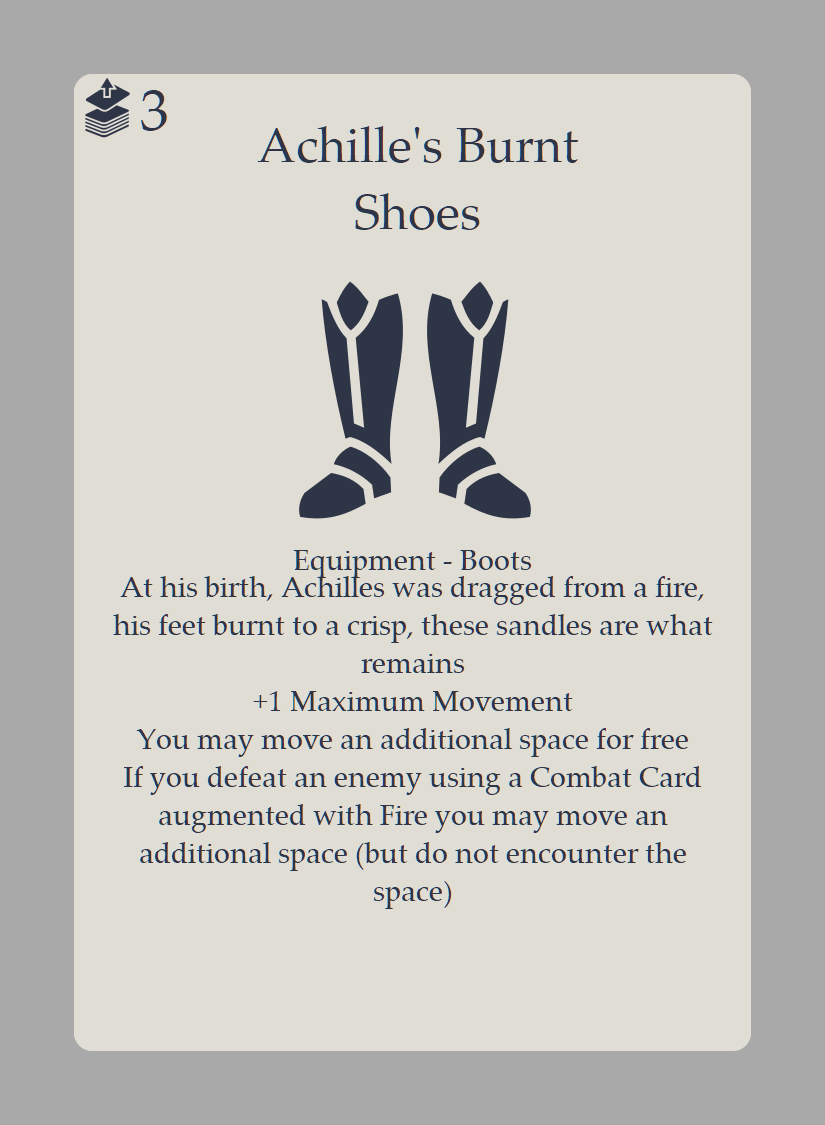 3
Achille's Burnt
Shoes
Equipment - Boots
At his birth, Achilles was dragged from a fire,
his feet burnt to a crisp, these sandles are what
remains
+1 Maximum Movement
You may move an additional space for free
If you defeat an enemy using a Combat Card
augmented with Fire you may move an
additional space (but do not encounter the
space)